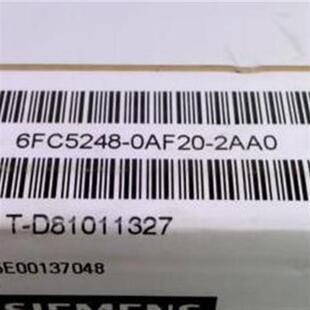 6FC5248-0AF20-2AA0
T-D81011327
SE00137048
SIEMENS